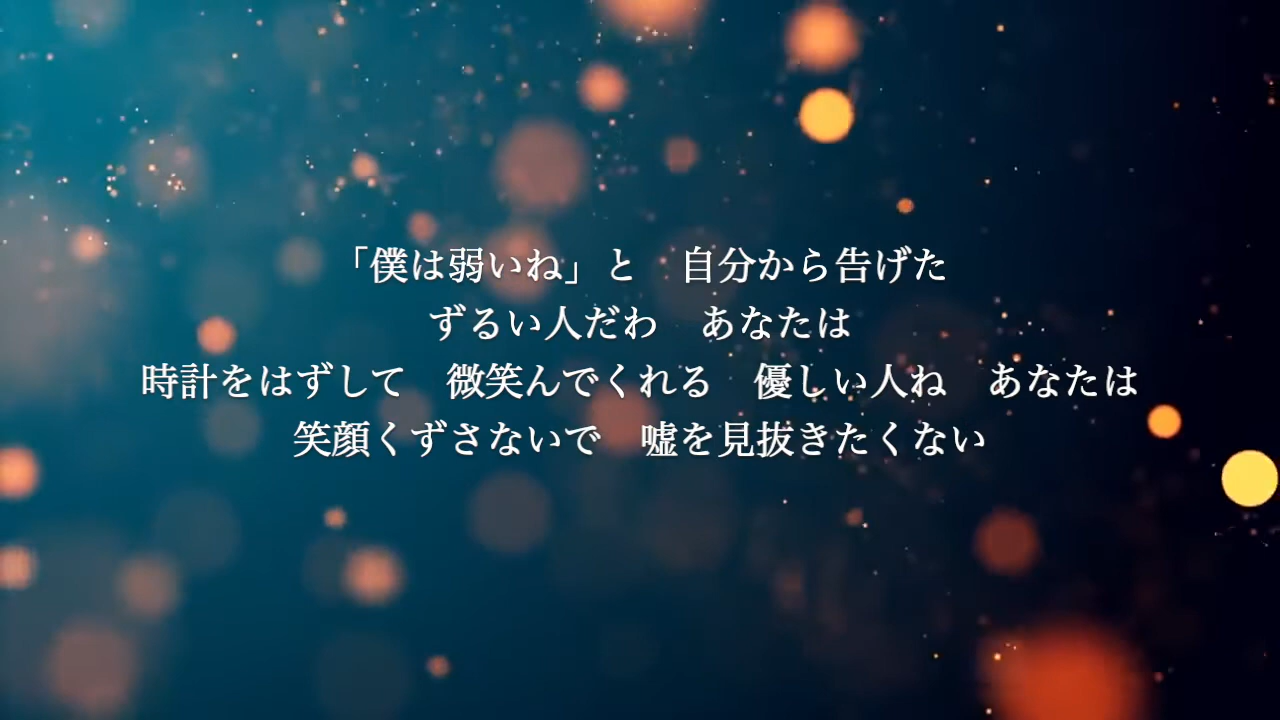 「僕は弱いね」と　自分から告げた
ずるい人だわ　あなたは
時計をはずして　微笑んでくれる　優しい人ね　あなたは
笑顔くずさないで　嘘を見抜きたくない